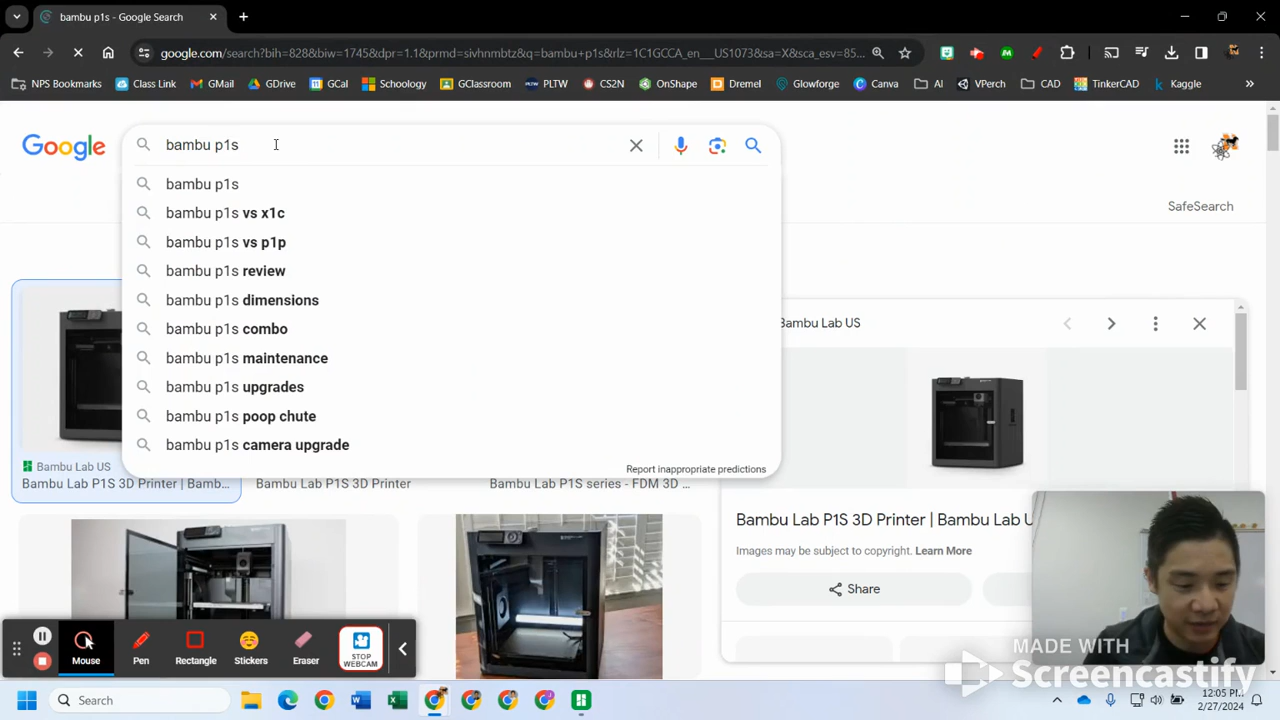 bambu p1s - Google Search
google.com/search?bih=828&biw=1745&dpr=1.1&prmd=sivhnmbtz&q=bambu+p1s&rlz=1C1GCCA_en___US1073&sa=X&sca_esv=85...
NPS Bookmarks
Class Link
GMail
GDrive
GCal
Schoology
GClassroom
PLTW
CS2N
OnShape
Dremel
Glowforge
Canva
AI
VPerch
CAD
TinkerCAD
Kaggle
Google
bambu p1s
SafeSearch
bambu p1s
bambu p1s vs x1c
bambu p1s vs p1p
bambu p1s review
bambu p1s dimensions
bambu p1s combo
bambu p1s maintenance
bambu p1s upgrades
bambu p1s poop chute
bambu p1s camera upgrade
Report inappropriate predictions
Bambu Lab US
Bambu Lab P1S 3D Printer | Bamb...
Bambu Lab P1S 3D Printer
Bambu Lab P1S series - FDM 3D ...
Bambu Lab US
Bambu Lab P1S 3D Printer | Bambu Lab U
Images may be subject to copyright. Learn More
Share
Mouse
Pen
Rectangle
Stickers
Eraser
STOP
WEBCAM
MADE WITH
Screencastify
Search
12:05 PM
2/27/2024